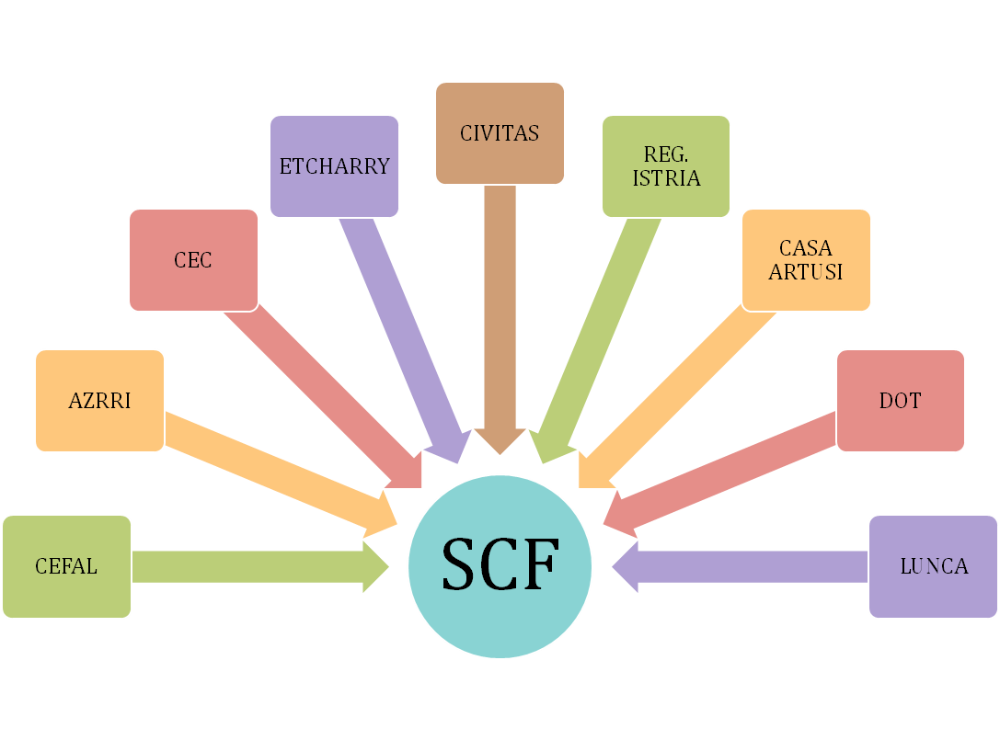 CIVITAS
ETCHARRY
REG.
ISTRIA
CEC
CASA
ARTUSI
AZRRI
DOT
CEFAL
SCF
LUNCA